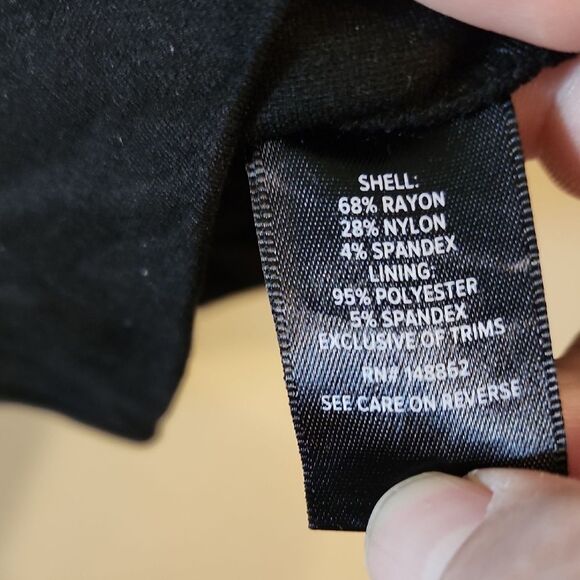 SHELL:
68% RAYON
28% NYLON
4% SPANDEX
LINING:
95% POLYESTER
5% SPANDEX
EXCLUSIVE OF TRIMS
RN# 148862
SEE CARE ON REVERSE